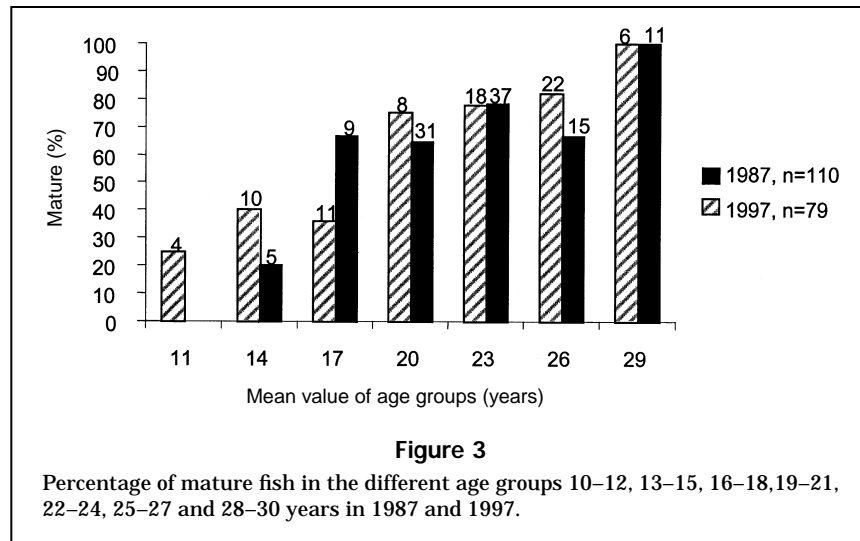 100
90
80
70
60
50
40
30
20
10
0
Mature (%)
4
10
5
11
9
8
31
18 37
22
15
6 11
11 14 17 20 23 26 29
Mean value of age groups (years)
1987, n=110
1997, n=79
Figure 3
Percentage of mature fish in the different age groups 10–12, 13–15, 16–18,19–21,
22–24, 25–27 and 28–30 years in 1987 and 1997.